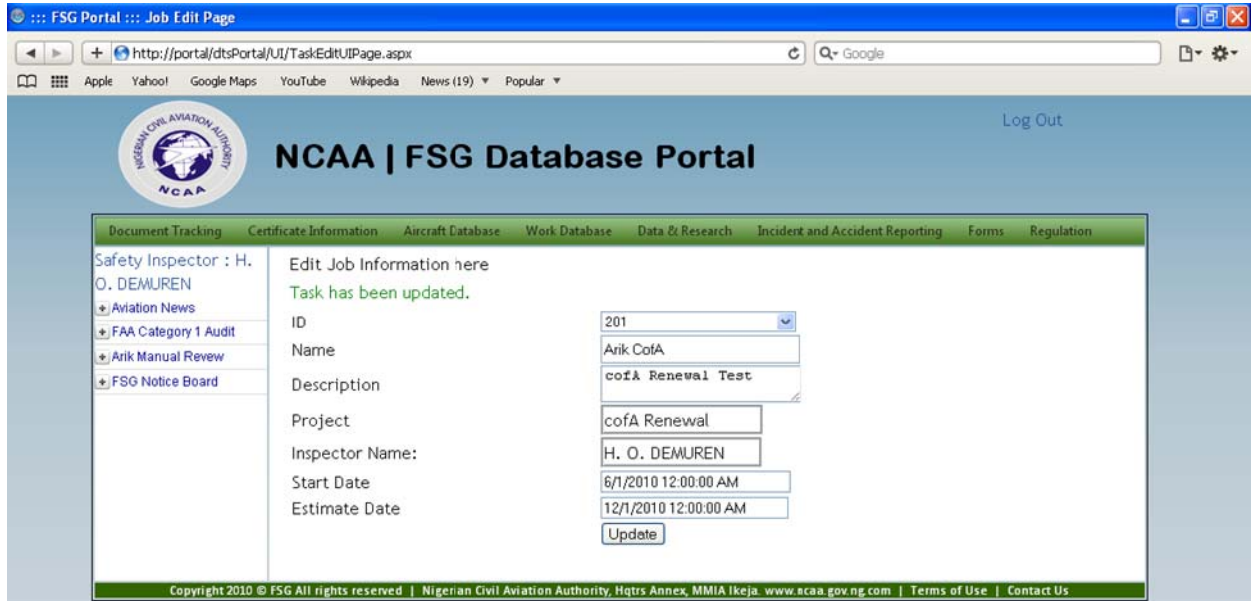 ::: FSG Portal ::: Job Edit Page
http://portal/dtsPortal/UI/TaskEditUIPage.aspx
Q- Google
Apple Yahoo! Google Maps YouTube Wikipedia News (19) ▼ Popular ▼
NIGERIAN CIVIL AVIATION AUTHORITY
NCAA
Log Out
NCAA | FSG Database Portal
Document Tracking Certificate Information Aircraft Database Work Database Data & Research Incident and Accident Reporting Forms Regulation
Safety Inspector : H.
O. DEMUREN
Aviation News
FAA Category 1 Audit
Arik Manual Revew
FSG Notice Board
Edit Job Information here
Task has been updated.
ID 201
Name Arik CofA
Description cofA Renewal Test
Project cofA Renewal
Inspector Name: H. O. DEMUREN
Start Date 6/1/2010 12:00:00 AM
Estimate Date 12/1/2010 12:00:00 AM
Update
Copyright 2010 © FSG All rights reserved | Nigerian Civil Aviation Authority, Hqtrs Annex, MMIA Ikeja. www.ncaa.gov.ng.com | Terms of Use | Contact Us